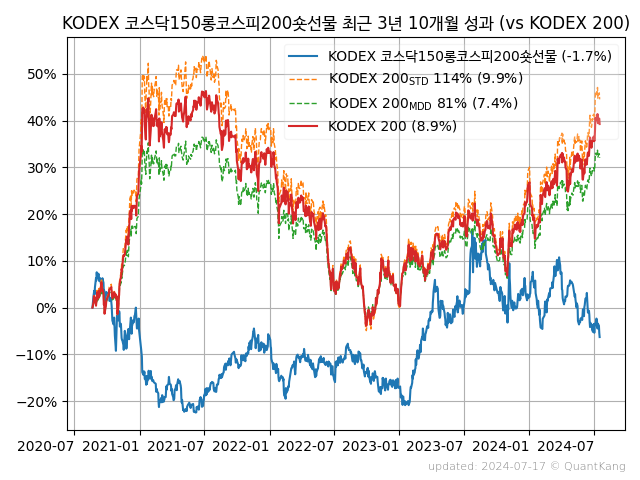 KODEX 코스닥150롱코스피200숏선물 최근 3년 10개월 성과 (vs KODEX 200)
KODEX 코스닥150롱코스피200숏선물 (-1.7%)
KODEX 200STD 114% (9.9%)
KODEX 200MDD 81% (7.4%)
KODEX 200 (8.9%)
50%
40%
30%
20%
10%
0%
−10%
−20%
2020-07 2021-01 2021-07 2022-01 2022-07 2023-01 2023-07 2024-01 2024-07
updated: 2024-07-17 © QuantKang